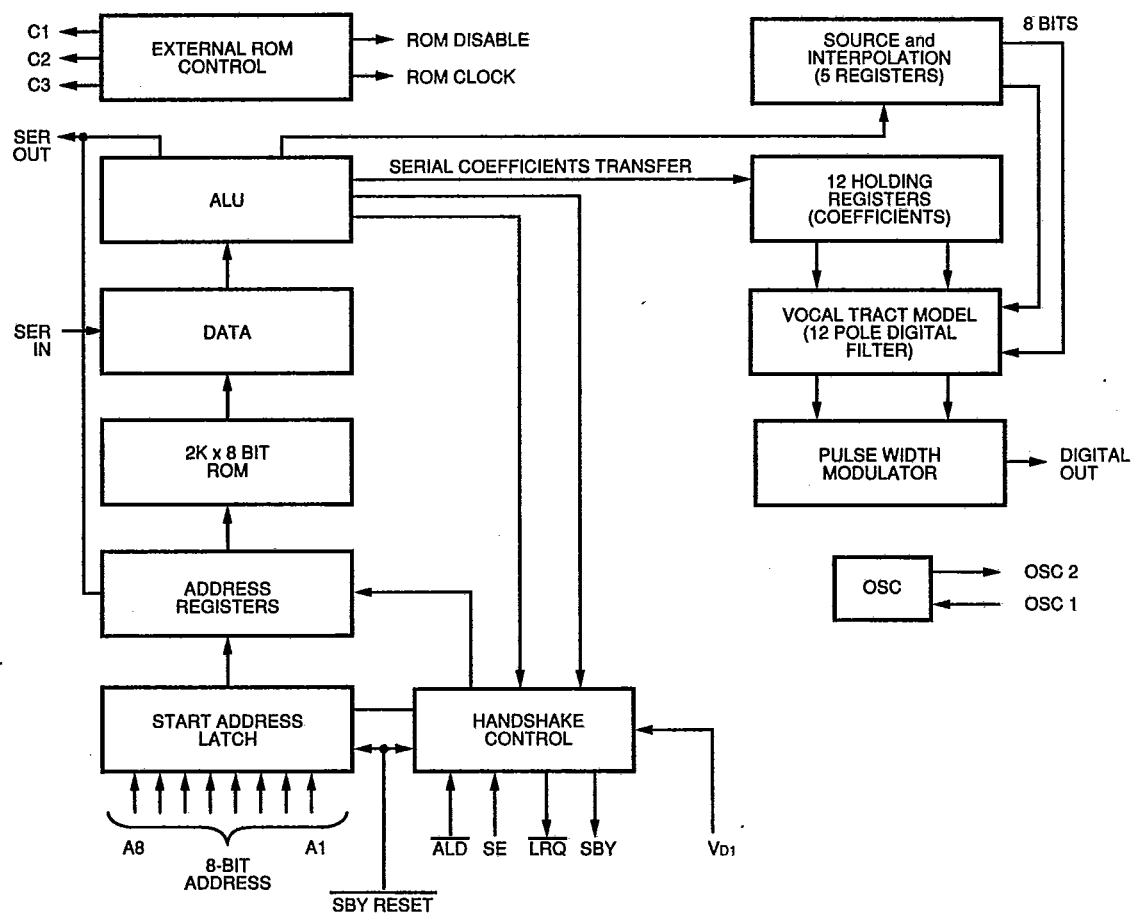 C1
C2
C3
EXTERNAL ROM
CONTROL
ROM DISABLE
ROM CLOCK
SOURCE and
INTERPOLATION
(5 REGISTERS)
8 BITS
SER
OUT
ALU
SERIAL COEFFICIENTS TRANSFER
12 HOLDING
REGISTERS
(COEFFICIENTS)
SER
IN
DATA
VOCAL TRACT MODEL
(12 POLE DIGITAL
FILTER)
2K x 8 BIT
ROM
PULSE WIDTH
MODULATOR
DIGITAL
OUT
ADDRESS
REGISTERS
OSC
OSC 2
OSC 1
START ADDRESS
LATCH
HANDSHAKE
CONTROL
A8
A1
8-BIT
ADDRESS
ALD
SE
LRQ
SBY
VD1
SBY RESET